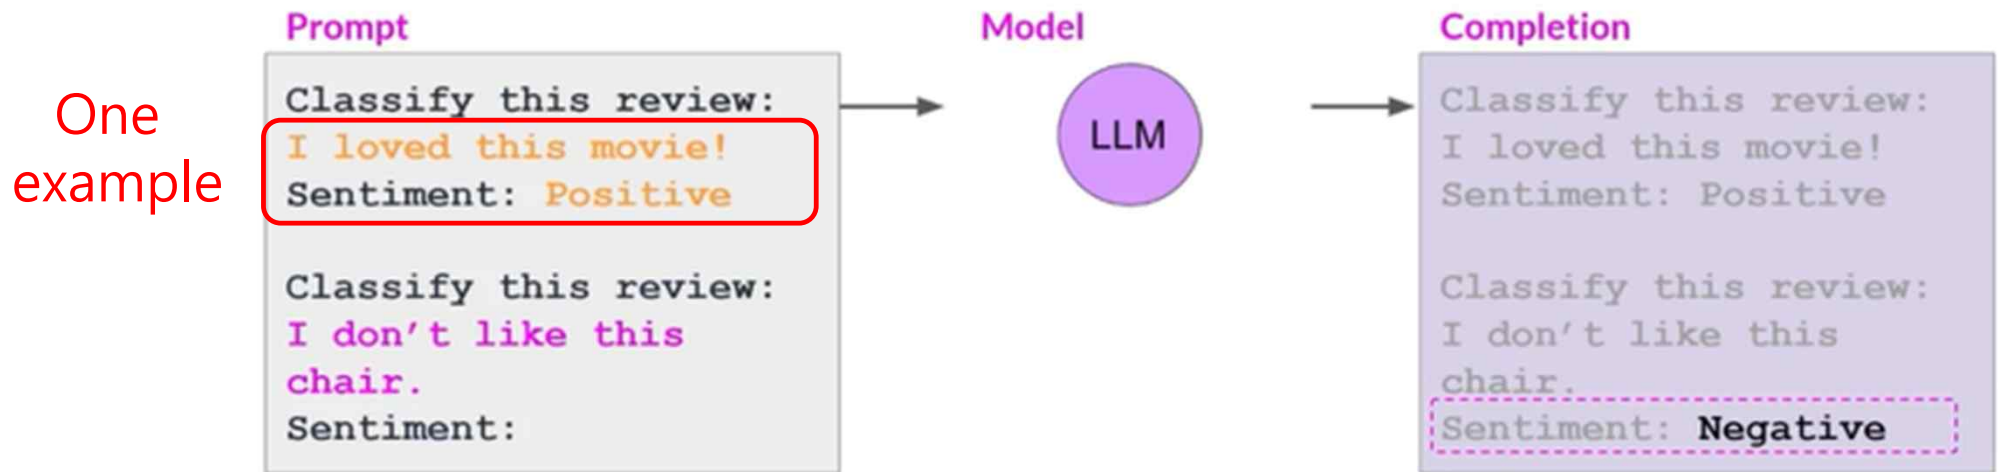 Prompt
Model
Completion
One
example
Classify this review:
I loved this movie!
Sentiment: Positive
Classify this review:
I don't like this
chair.
Sentiment:
LLM
Classify this review:
I loved this movie!
Sentiment: Positive
Classify this review:
I don't like this
chair.
Sentiment: Negative